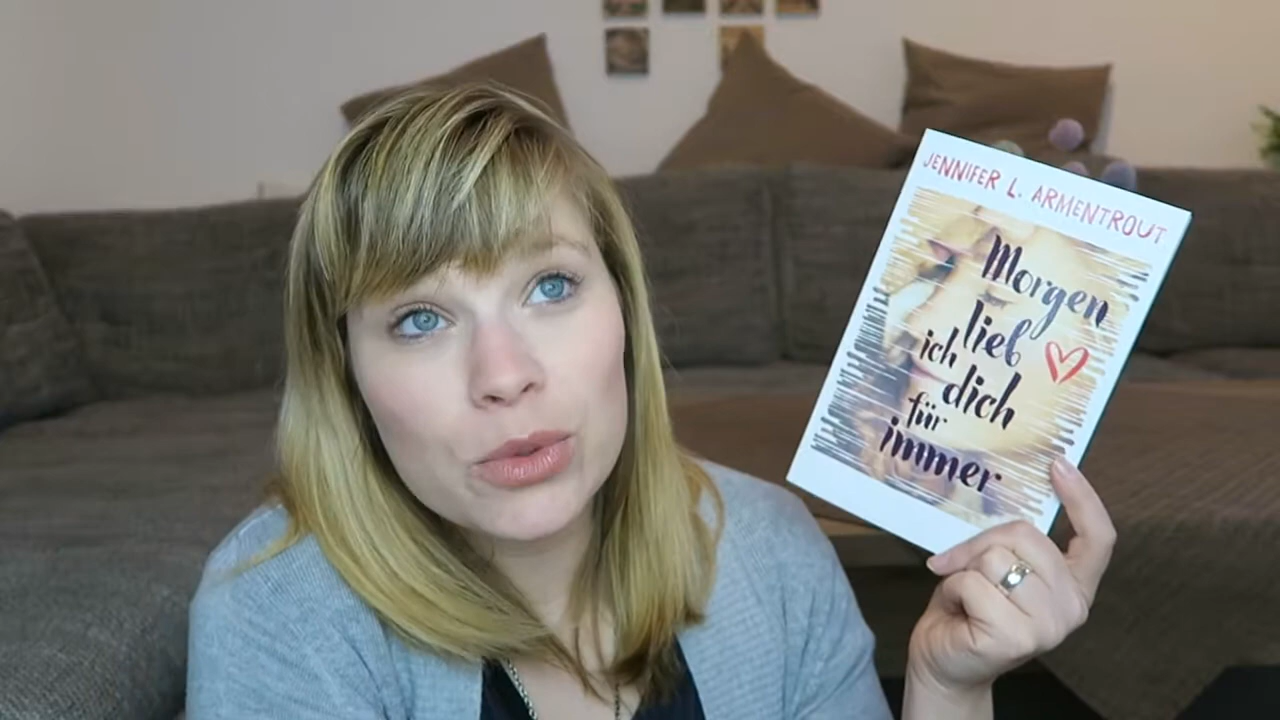 JENNIFER L. ARMENTROUT
Morgen
lieb
ich
dich
für
immer